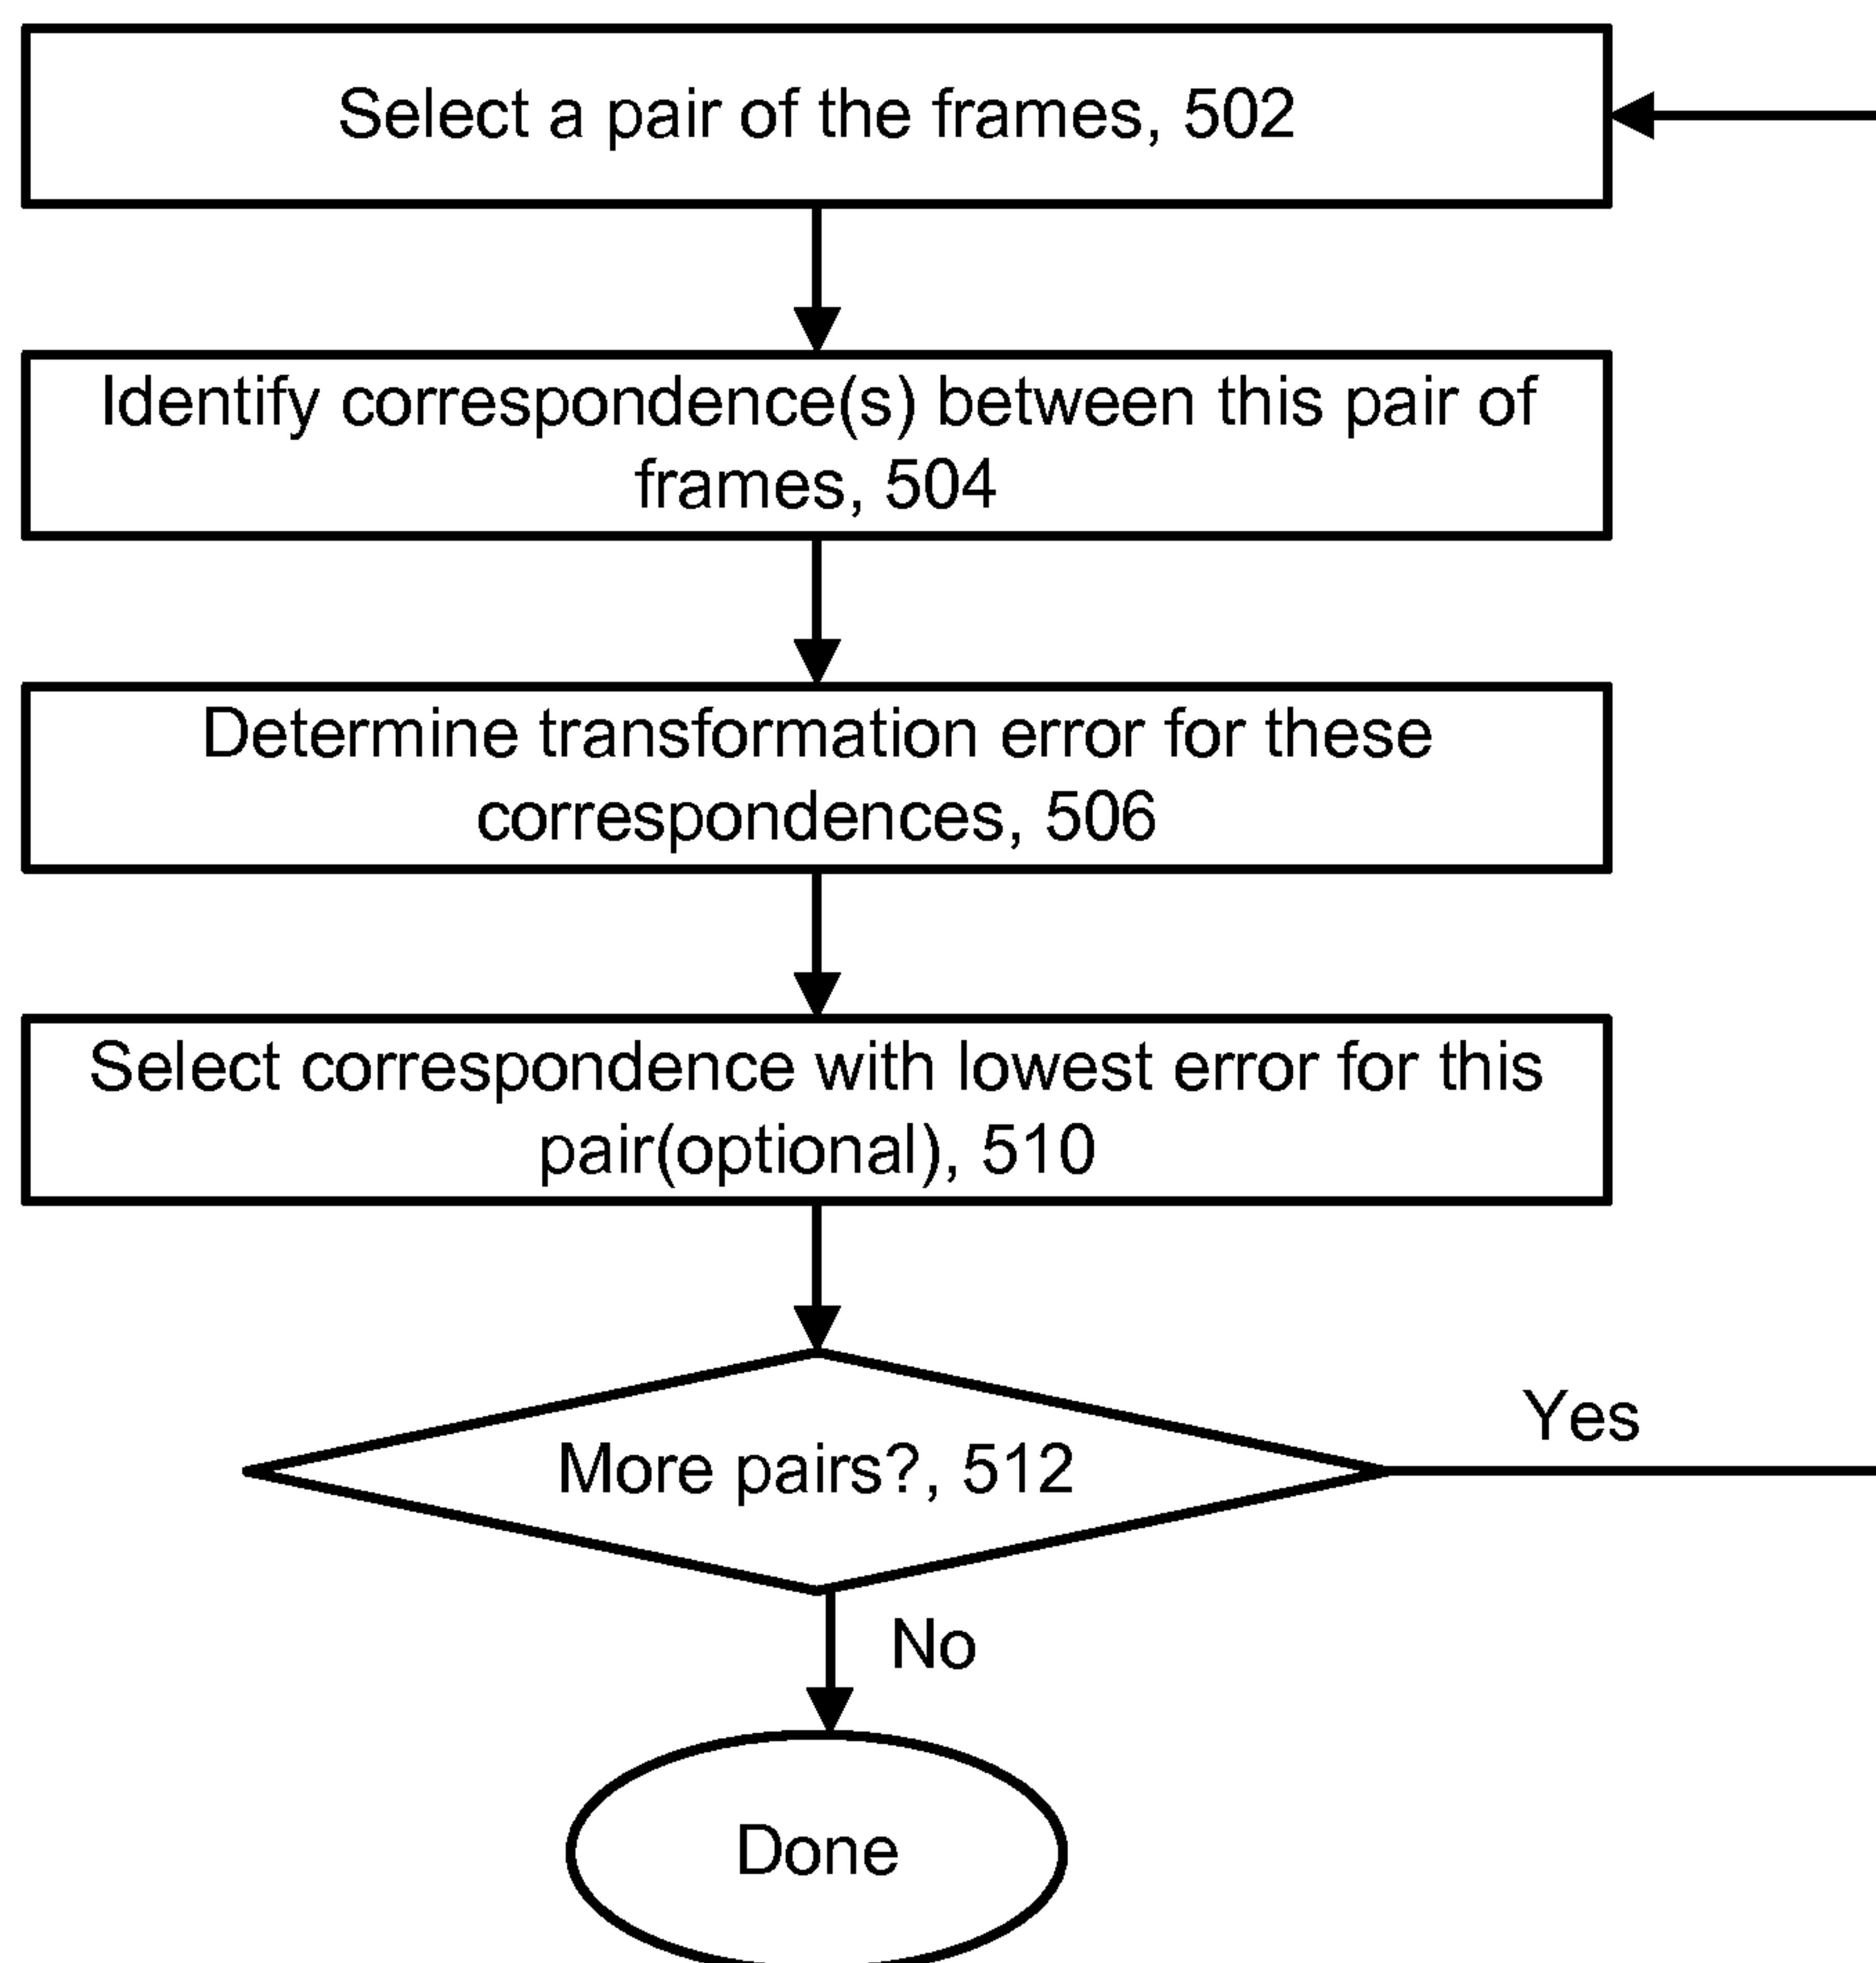 Select a pair of the frames, 502
Identify correspondence(s) between this pair of
frames, 504
Determine transformation error for these
correspondences, 506
Select correspondence with lowest error for this
pair(optional), 510
More pairs?, 512
Yes
No
Done